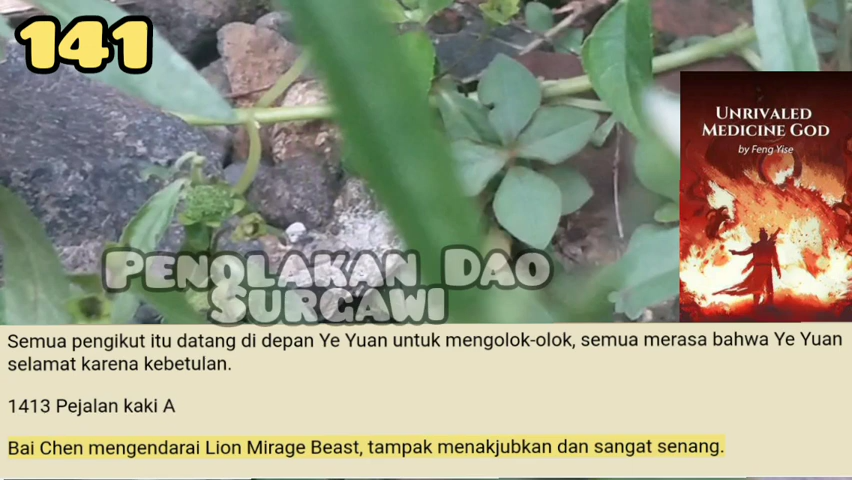 141
UNRIVALED
MEDICINE GOD
by Feng Yise
PENOLAKAN DAO
SURGAWI
Semua pengikut itu datang di depan Ye Yuan untuk mengolok-olok, semua merasa bahwa Ye Yuan
selamat karena kebetulan.
1413 Pejalan kaki A
Bai Chen mengendarai Lion Mirage Beast, tampak menakjubkan dan sangat senang.